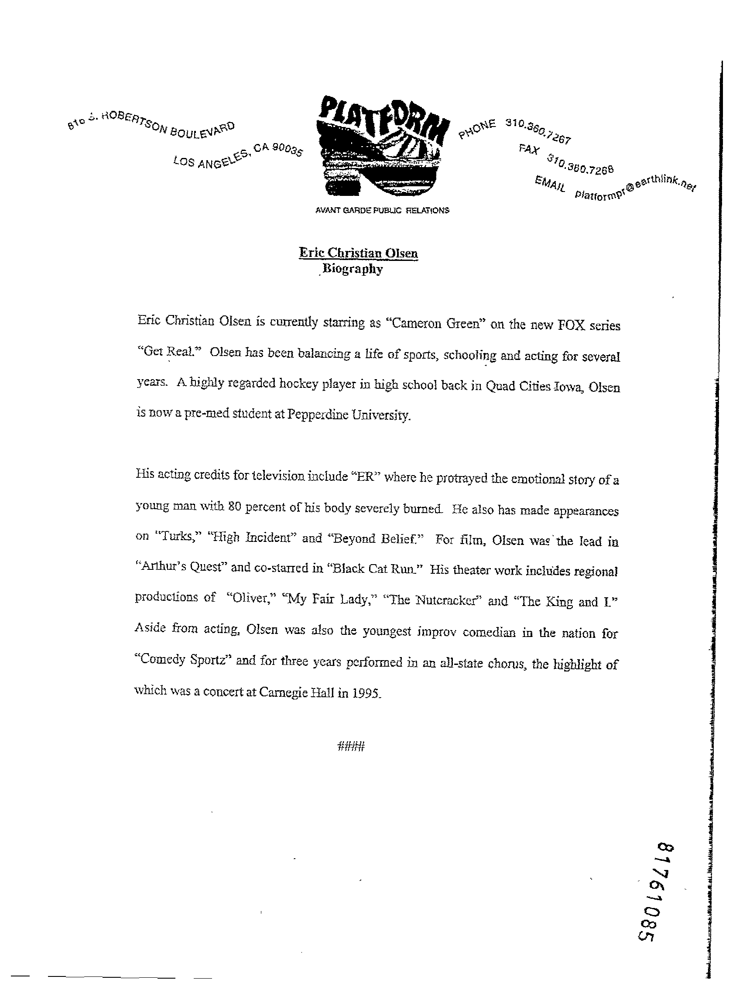 S. ROBERTSON BOULEVARD
LOS ANGELES, CA 90035
PLATFORM
AVANT GARDE PUBLIC RELATIONS
PHONE 310.360.7267
FAX 310.360.7268
EMAIL platformpr@earthlink.net
Eric Christian Olsen
Biography
Eric Christian Olsen is currently starring as “Cameron Green” on the new FOX series
“Get Real.” Olsen has been balancing a life of sports, schooling and acting for several
years. A highly regarded hockey player in high school back in Quad Cities Iowa, Olsen
is now a pre-med student at Pepperdine University.
His acting credits for television include “ER” where he protrayed the emotional story of a
young man with 80 percent of his body severely burned. He also has made appearances
on “Turks,” “High Incident” and “Beyond Belief.” For film, Olsen was the lead in
“Arthur's Quest” and co-starred in “Black Cat Run.” His theater work includes regional
productions of “Oliver,” “My Fair Lady,” “The Nutcracker” and “The King and I.”
Aside from acting, Olsen was also the youngest improv comedian in the nation for
“Comedy Sportz” and for three years performed in an all-state chorus, the highlight of
which was a concert at Carnegie Hall in 1995.
####
81761085